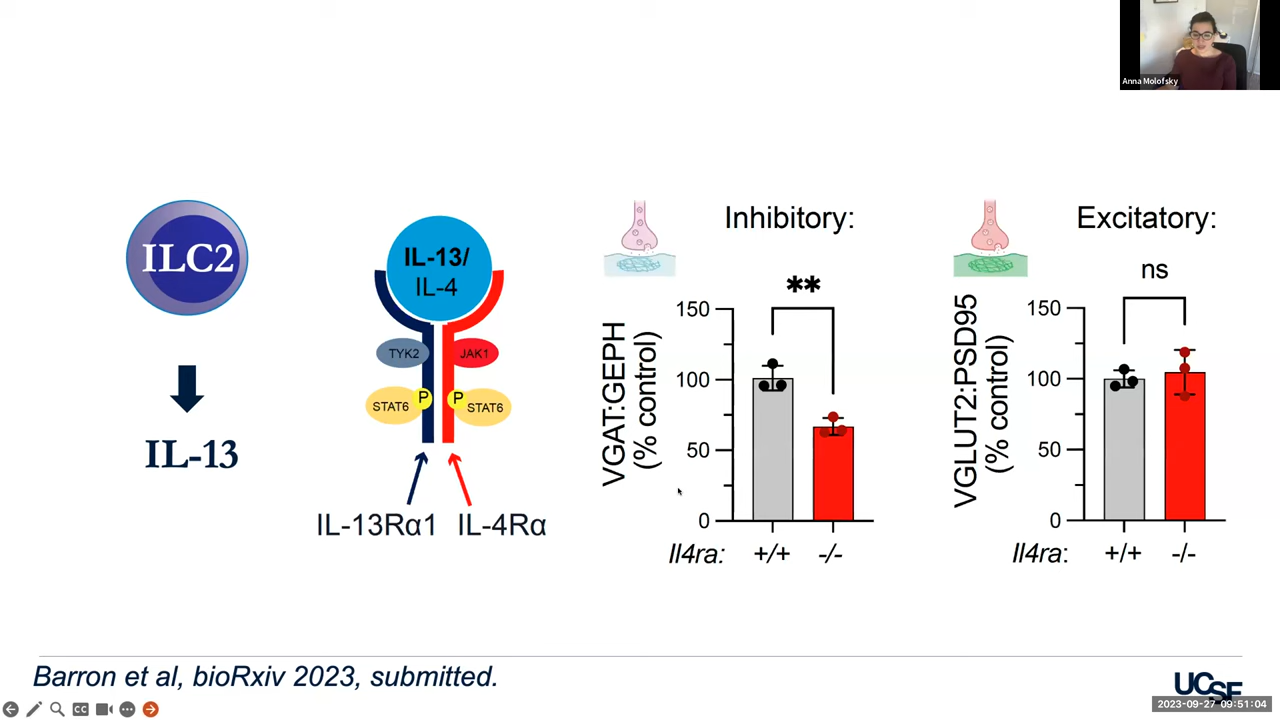 Anna Molofsky
ILC2
IL-13
IL-13/
IL-4
TYK2
JAK1
STAT6
P
P
STAT6
IL-13Rα1
IL-4Rα
Inhibitory:
**
VGAT:GEPH
(% control)
150
100
50
0
Il4ra:
+/+
-/-
Excitatory:
ns
VGLUT2:PSD95
(% control)
150
100
50
0
Il4ra:
+/+
-/-
Barron et al, bioRxiv 2023, submitted.
UCSF
CC
2023-09-27 09:51:04